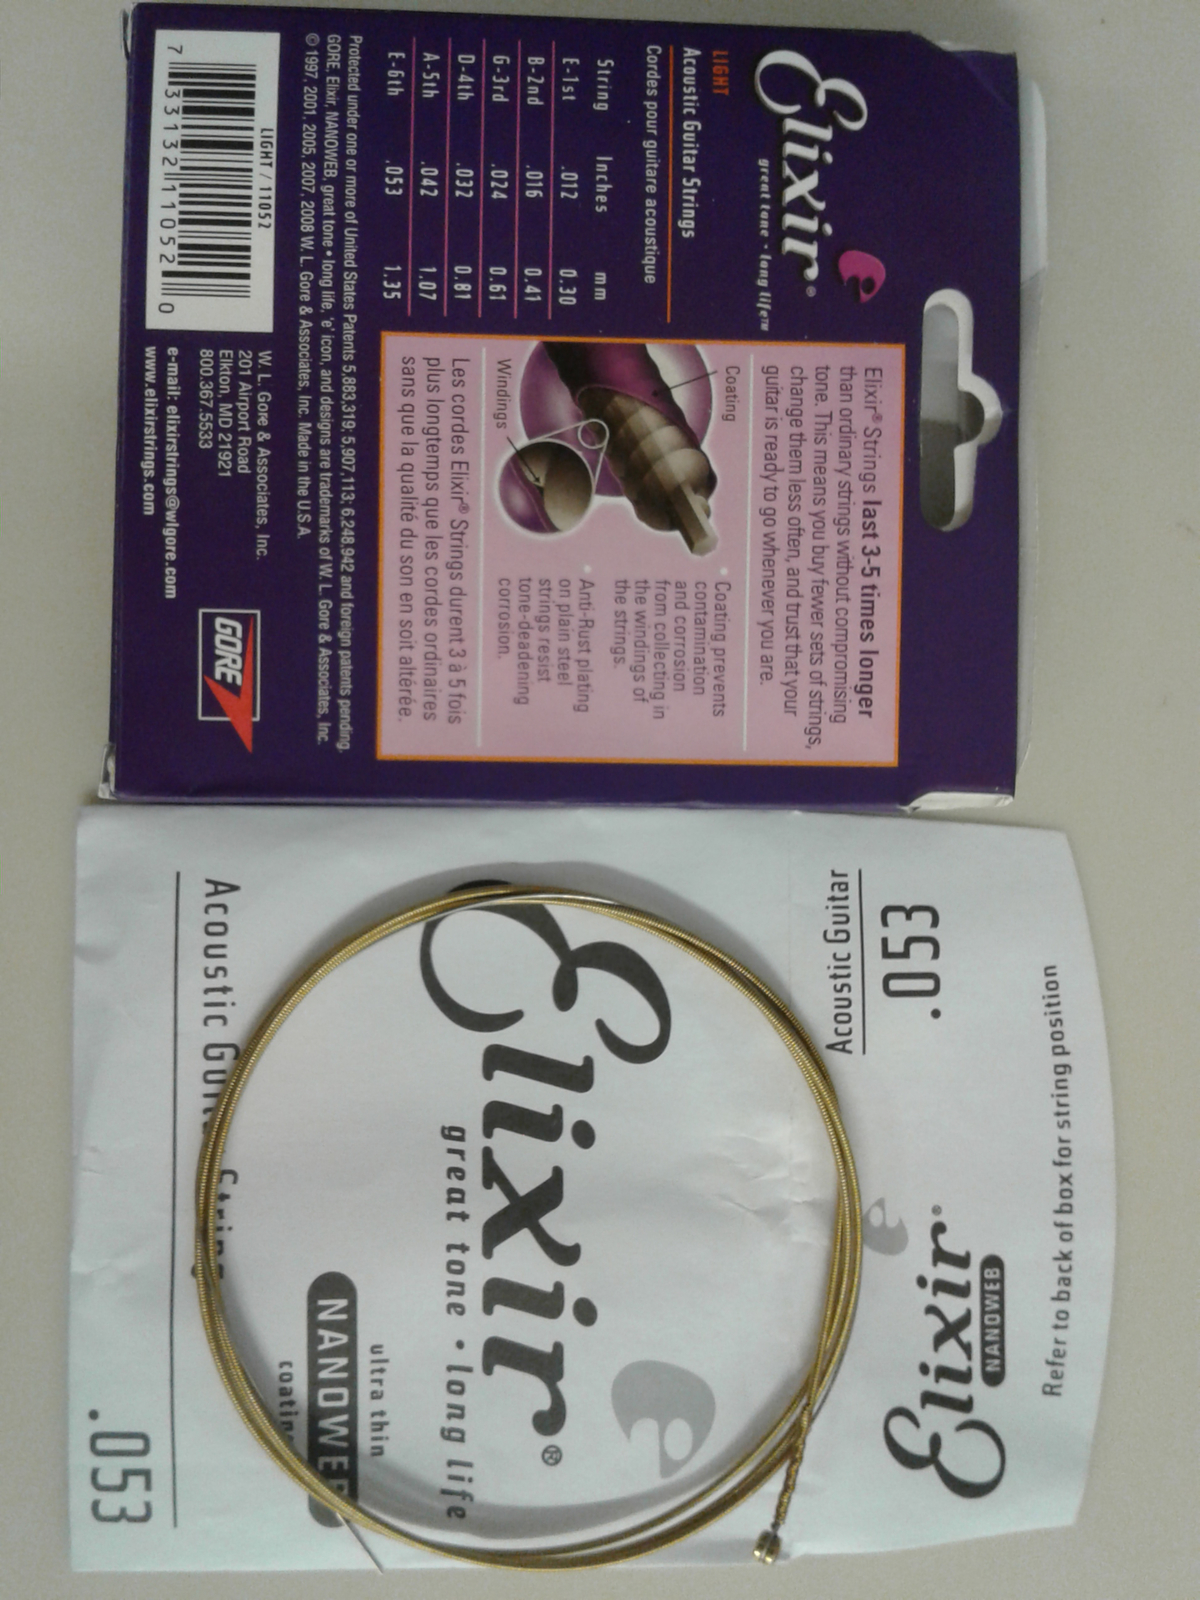 Elixir®
great tone • long life™
LIGHT
Acoustic Guitar Strings
Cordes pour guitare acoustique
String Inches mm
E-1st .012 0.30
B-2nd .016 0.41
G-3rd .024 0.61
D-4th .032 0.81
A-5th .042 1.07
E-6th .053 1.35
Elixir® Strings last 3-5 times longer
than ordinary strings without compromising
tone. This means you buy fewer sets of strings,
change them less often, and trust that your
guitar is ready to go whenever you are.
Coating
Windings
• Coating prevents
contamination
and corrosion
from collecting in
the windings of
the strings.
• Anti-Rust plating
on plain steel
strings resist
tone-deadening
corrosion.
Les cordes Elixir® Strings durent 3 à 5 fois
plus longtemps que les cordes ordinaires
sans que la qualité du son en soit altérée.
Protected under one or more of United States Patents 5,883,319; 5,907,113; 6,248,942 and foreign patents pending.
GORE, Elixir, NANOWEB, great tone • long life, 'e' icon, and designs are trademarks of W. L. Gore & Associates, Inc.
©1997, 2001, 2005, 2007, 2008 W. L. Gore & Associates, Inc. Made in the U.S.A.
LIGHT / 11052
7 33132 11052 0
W. L. Gore & Associates, Inc.
201 Airport Road
Elkton, MD 21921
800.367.5533
e-mail: elixirstrings@wlgore.com
www.elixirstrings.com
GORE
Refer to back of box for string position
Elixir®
NANOWEB
.053
Acoustic Guitar
Elixir®
great tone • long life
ultra thin
NANOWEB
coating
Acoustic Guitar String
.053